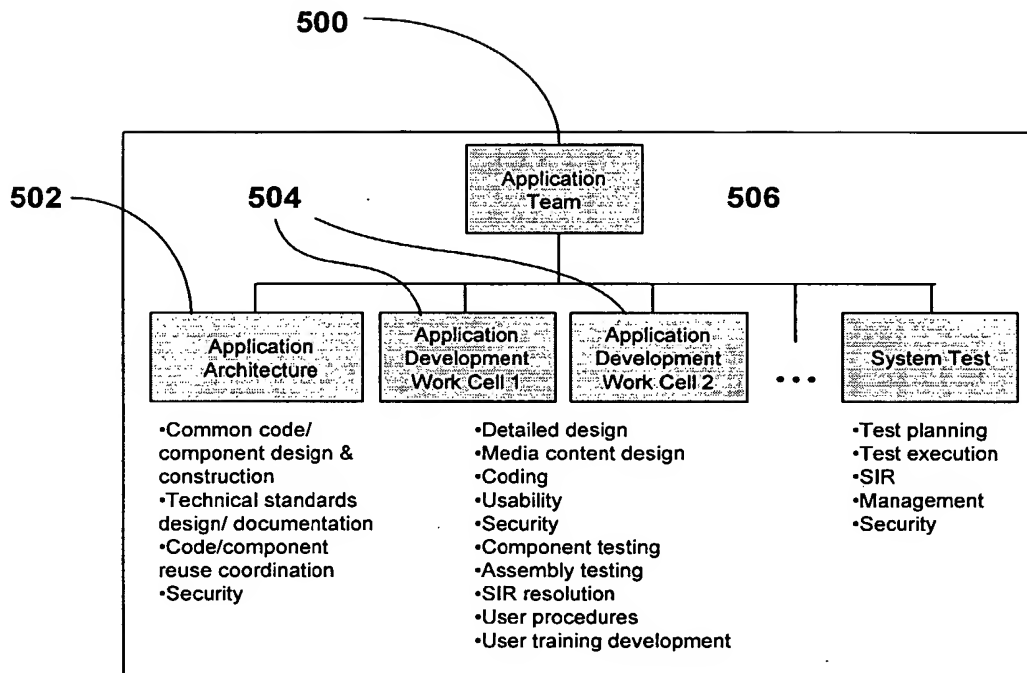 500
Application
Team
502
504
506
Application
Architecture
Application
Development
Work Cell 1
Application
Development
Work Cell 2
...
System Test
•Common code/
component design &
construction
•Technical standards
design/ documentation
•Code/component
reuse coordination
•Security
•Detailed design
•Media content design
•Coding
•Usability
•Security
•Component testing
•Assembly testing
•SIR resolution
•User procedures
•User training development
•Test planning
•Test execution
•SIR
•Management
•Security